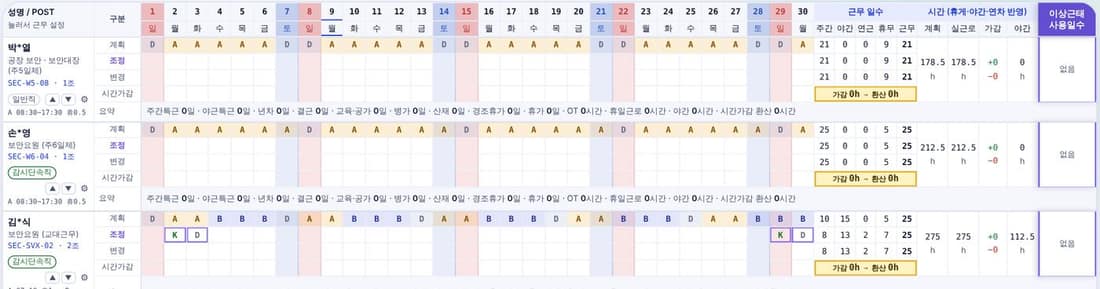 성명 / POST 구분 1 2 3 4 5 6 7 8 9 10 11 12 13 14 15 16 17 18 19 20 21 22 23 24 25 26 27 28 29 30 근무 일수 시간 (휴게·야간·연차 반영) 이상근태
눌러서 근무 설정 일 월 화 수 목 금 토 일 월 화 수 목 금 토 일 월 화 수 목 금 토 일 월 화 수 목 금 토 일 월 주간 야간 연근 휴무 근무 계획 실근로 가감 야간 사용일수
박*열 계획 D A A A A A D D A A A A A D D A A A A A D D A A A A A D D A 21 0 0 9 21
공장 보안 · 보안대장 조정 21 0 0 9 21 178.5 178.5 +0 0 없음
(주5일제)
SEC-W5-08 · 1조 변경 21 0 0 9 21 h h −0 h
일반직 ▲ ▼ ⚙ 시간가감 가감 0h → 환산 0h
A 08:30~17:30 휴0.5 요약 주간특근 0일 · 야근특근 0일 · 년차 0일 · 결근 0일 · 교육·공가 0일 · 병가 0일 · 산재 0일 · 경조휴가 0일 · 휴가 0일 · OT 0시간 · 휴일근로 0시간 · 야간 0시간 · 시간가감 환산 0시간
손*영 계획 D A A A A A A D A A A A A A D A A A A A A D A A A A A A D A 25 0 0 5 25
보안요원 (주6일제) 조정 25 0 0 5 25 212.5 212.5 +0 0 없음
SEC-W6-04 · 1조 변경 25 0 0 5 25 h h −0 h
감시단속직 시간가감 가감 0h → 환산 0h
▲ ▼ ⚙
A 08:30~17:30 휴0.5 요약 주간특근 0일 · 야근특근 0일 · 년차 0일 · 결근 0일 · 교육·공가 0일 · 병가 0일 · 산재 0일 · 경조휴가 0일 · 휴가 0일 · OT 0시간 · 휴일근로 0시간 · 야간 0시간 · 시간가감 환산 0시간
김*식 계획 D A A B B B D A A B B B D A A B B B D A A B B B D A A B B B 10 15 0 5 25
보안요원 (교대근무) 조정 K D K D 8 13 2 7 25 275 275 +0 112.5 없음
SEC-SVX-02 · 2조 변경 8 13 2 7 25 h h −0 h
감시단속직 시간가감 가감 0h → 환산 0h
▲ ▼ ⚙